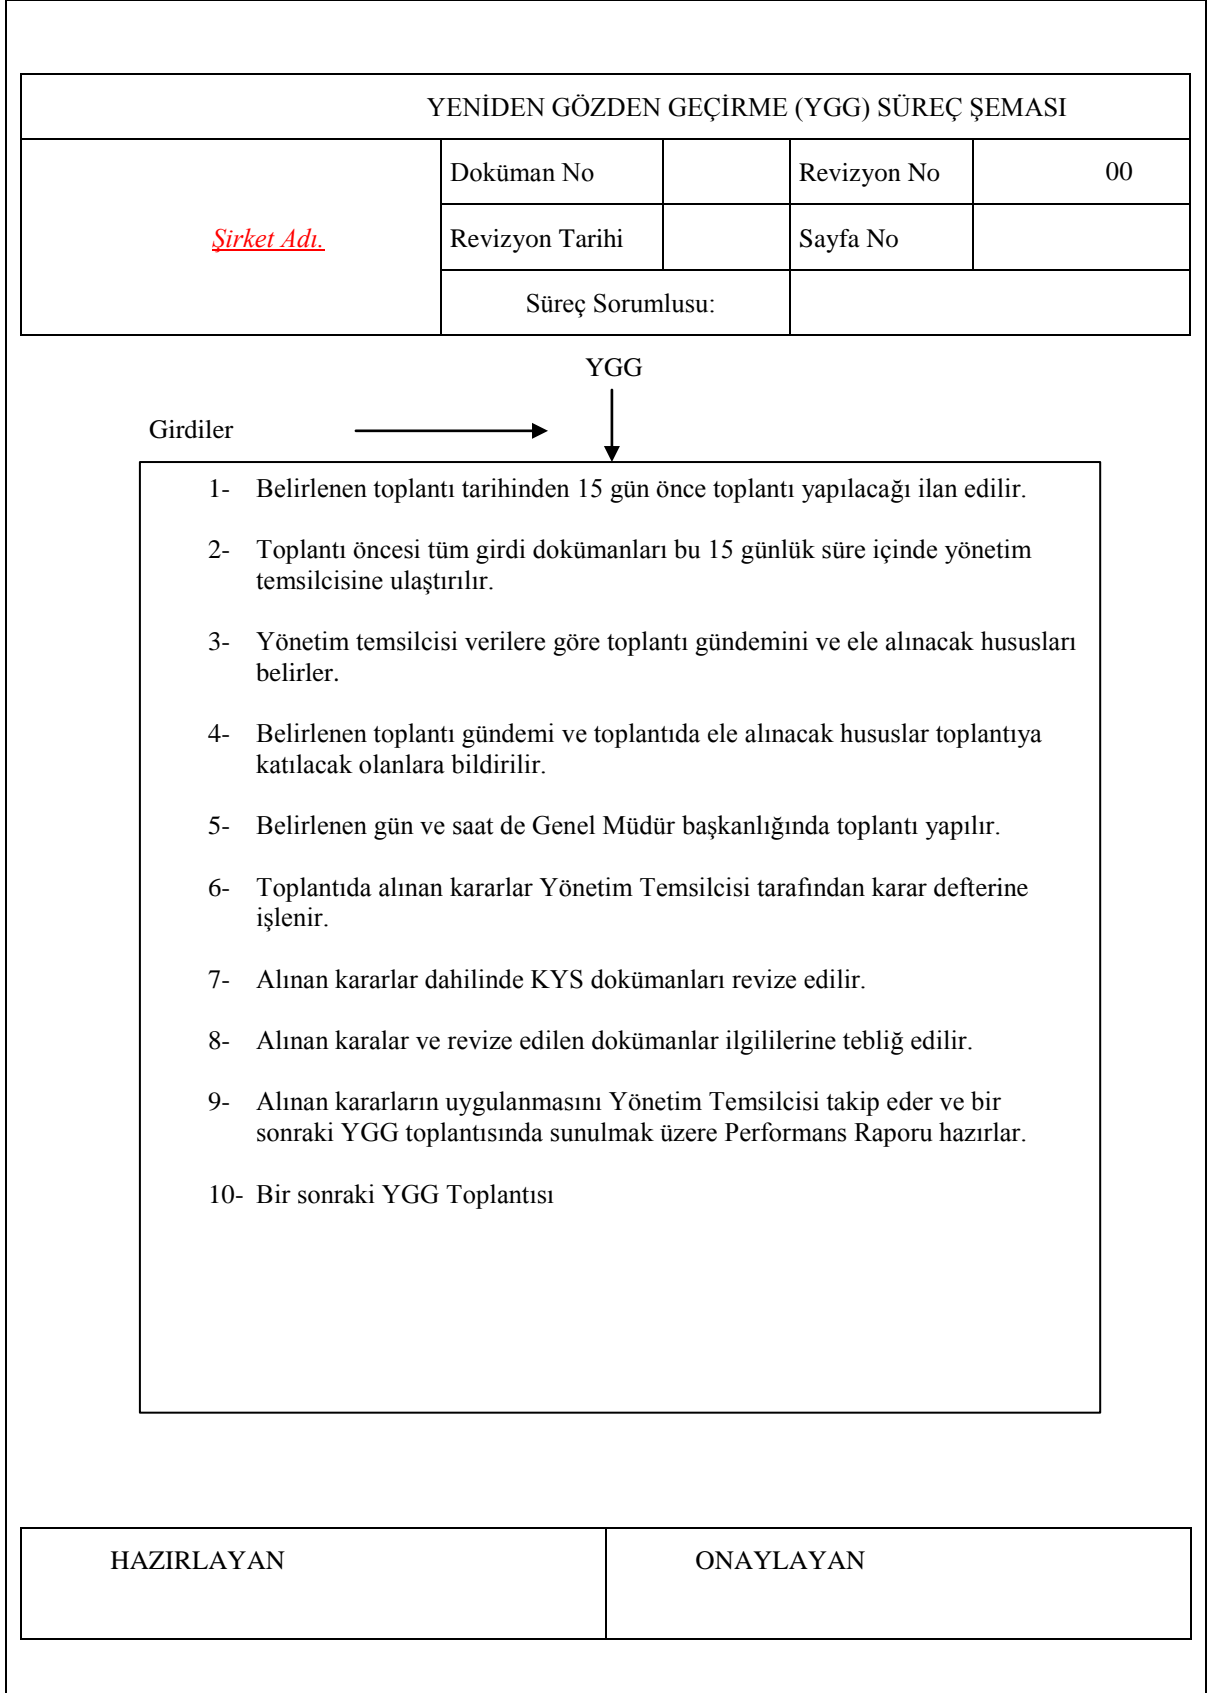 YENİDEN GÖZDEN GEÇİRME (YGG) SÜREÇ ŞEMASI
Şirket Adı.
Doküman No
Revizyon No
00
Revizyon Tarihi
Sayfa No
Süreç Sorumlusu:
YGG
Girdiler
1- Belirlenen toplantı tarihinden 15 gün önce toplantı yapılacağı ilan edilir.
2- Toplantı öncesi tüm girdi dokümanları bu 15 günlük süre içinde yönetim
temsilcisine ulaştırılır.
3- Yönetim temsilcisi verilere göre toplantı gündemini ve ele alınacak hususları
belirler.
4- Belirlenen toplantı gündemi ve toplantıda ele alınacak hususlar toplantıya
katılacak olanlara bildirilir.
5- Belirlenen gün ve saat de Genel Müdür başkanlığında toplantı yapılır.
6- Toplantıda alınan kararlar Yönetim Temsilcisi tarafından karar defterine
işlenir.
7- Alınan kararlar dahilinde KYS dokümanları revize edilir.
8- Alınan karalar ve revize edilen dokümanlar ilgililerine tebliğ edilir.
9- Alınan kararların uygulanmasını Yönetim Temsilcisi takip eder ve bir
sonraki YGG toplantısında sunulmak üzere Performans Raporu hazırlar.
10- Bir sonraki YGG Toplantısı
HAZIRLAYAN
ONAYLAYAN